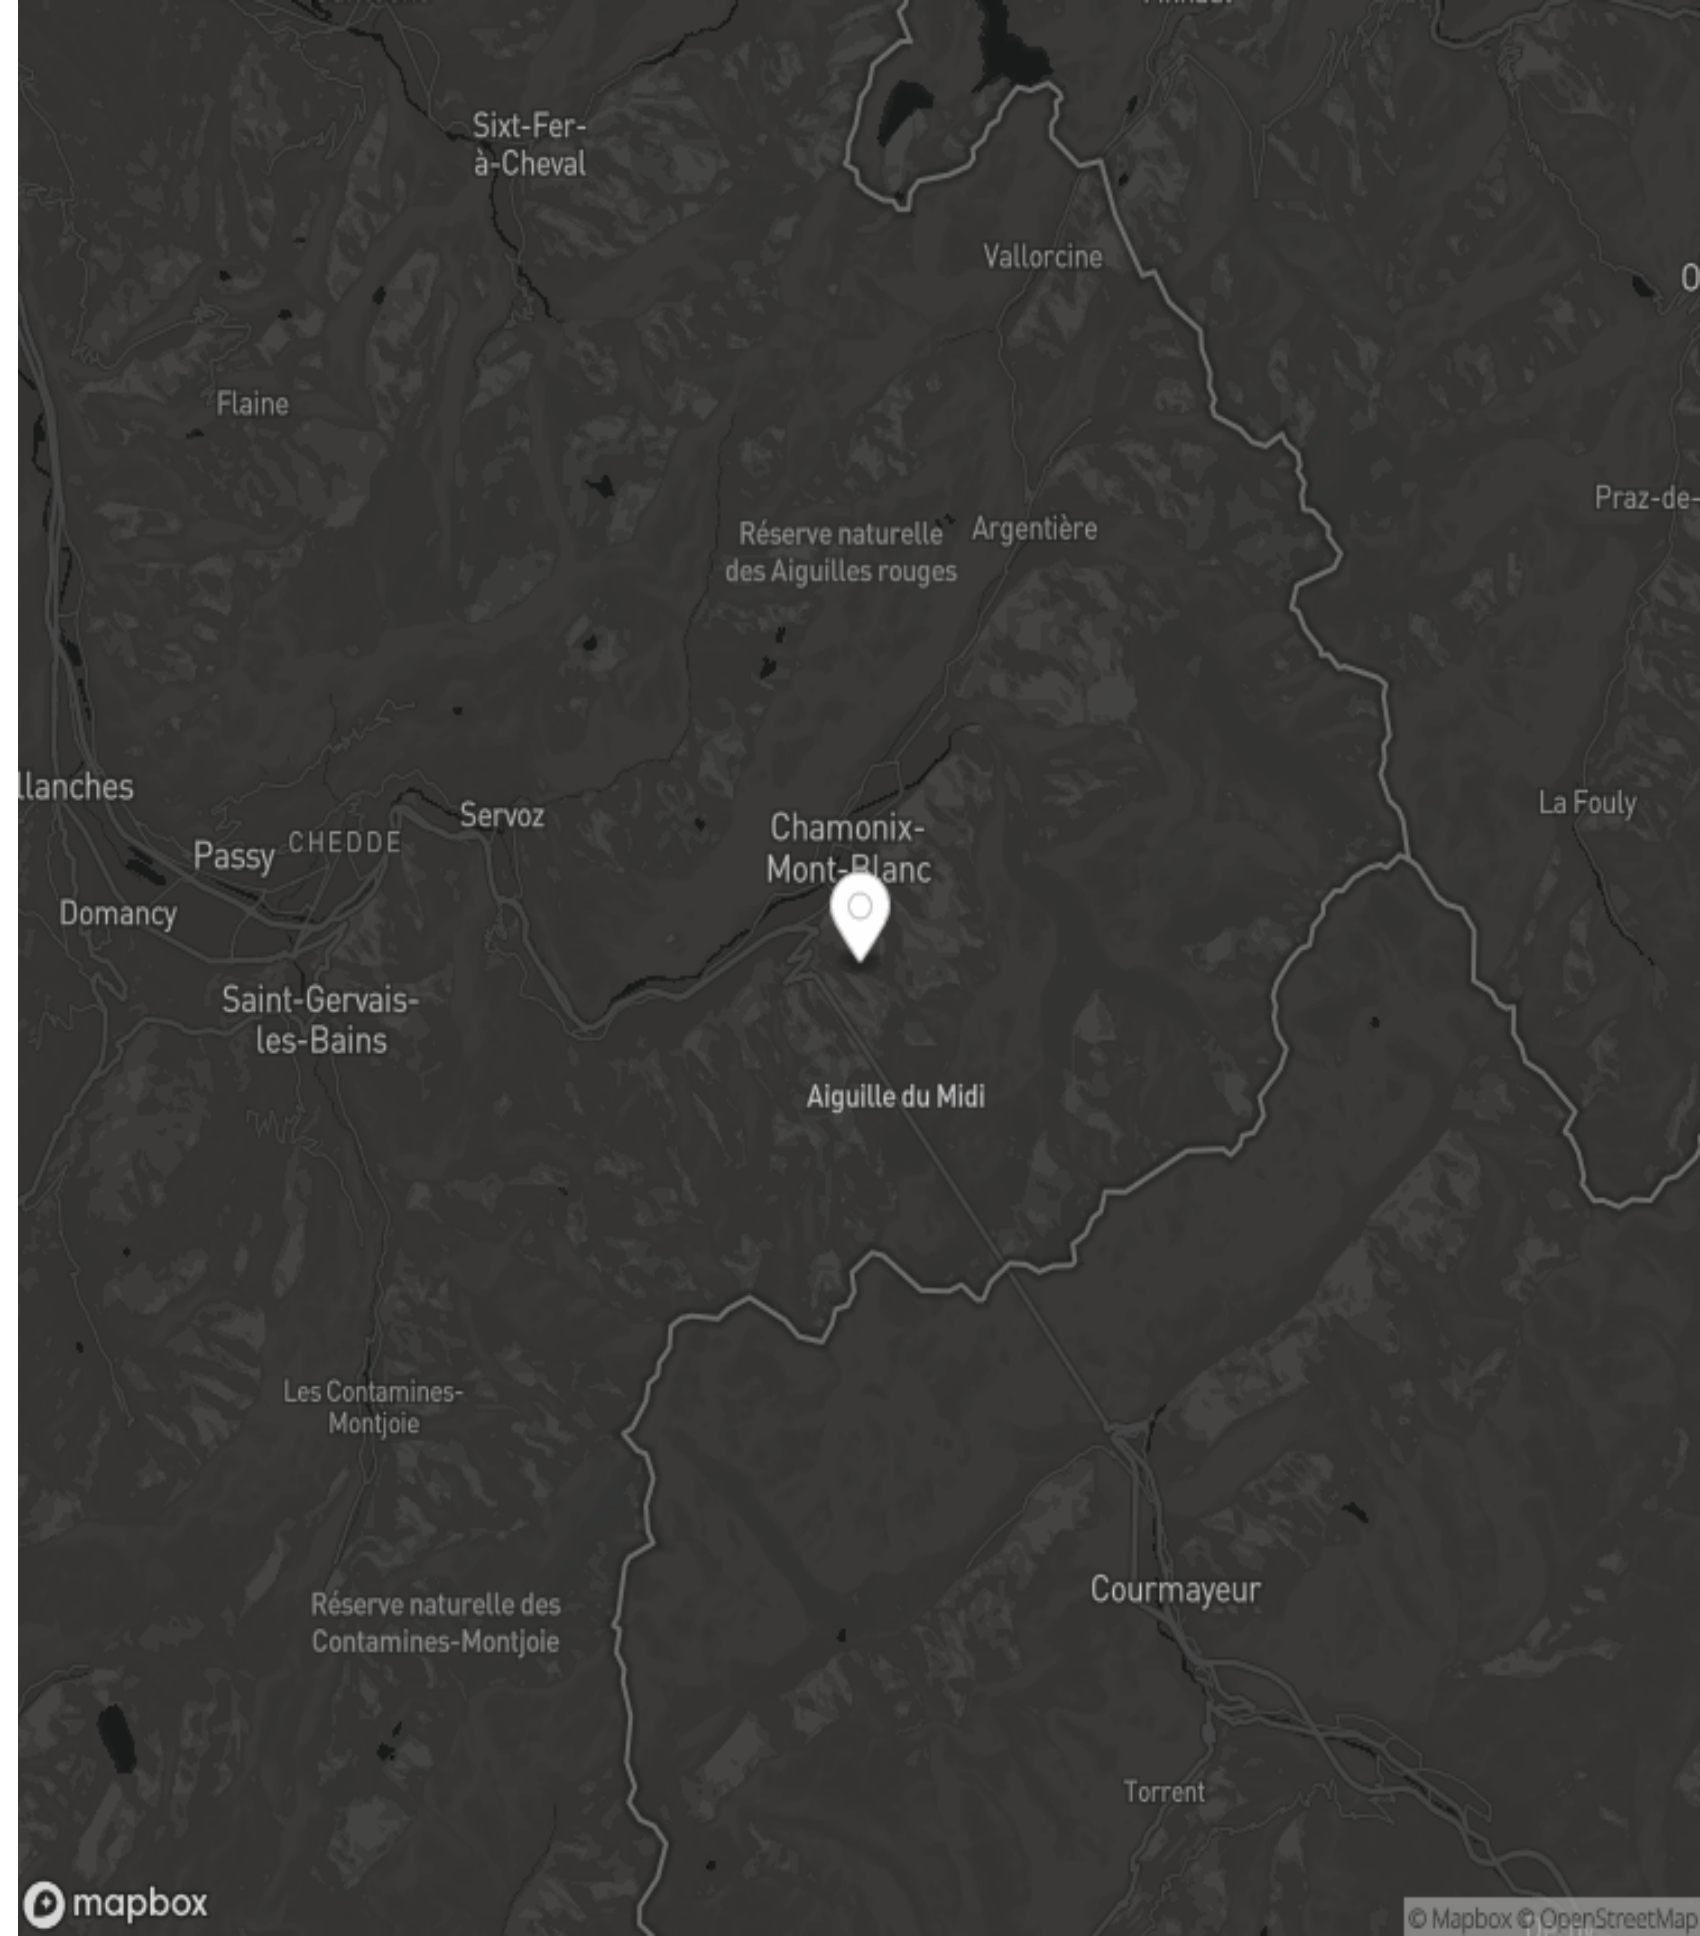 Sixt-Fer-
à-Cheval
Vallorcine
O
Flaine
Praz-de-
Réserve naturelle
des Aiguilles rouges
Argentière
llanches
La Fouly
Servoz
Chamonix-
Mont-Blanc
CHEDDE
Passy
Domancy
Saint-Gervais-
les-Bains
Aiguille du Midi
Les Contamines-
Montjoie
Courmayeur
Réserve naturelle des
Contamines-Montjoie
Torrent
mapbox
© Mapbox © OpenStreetMap